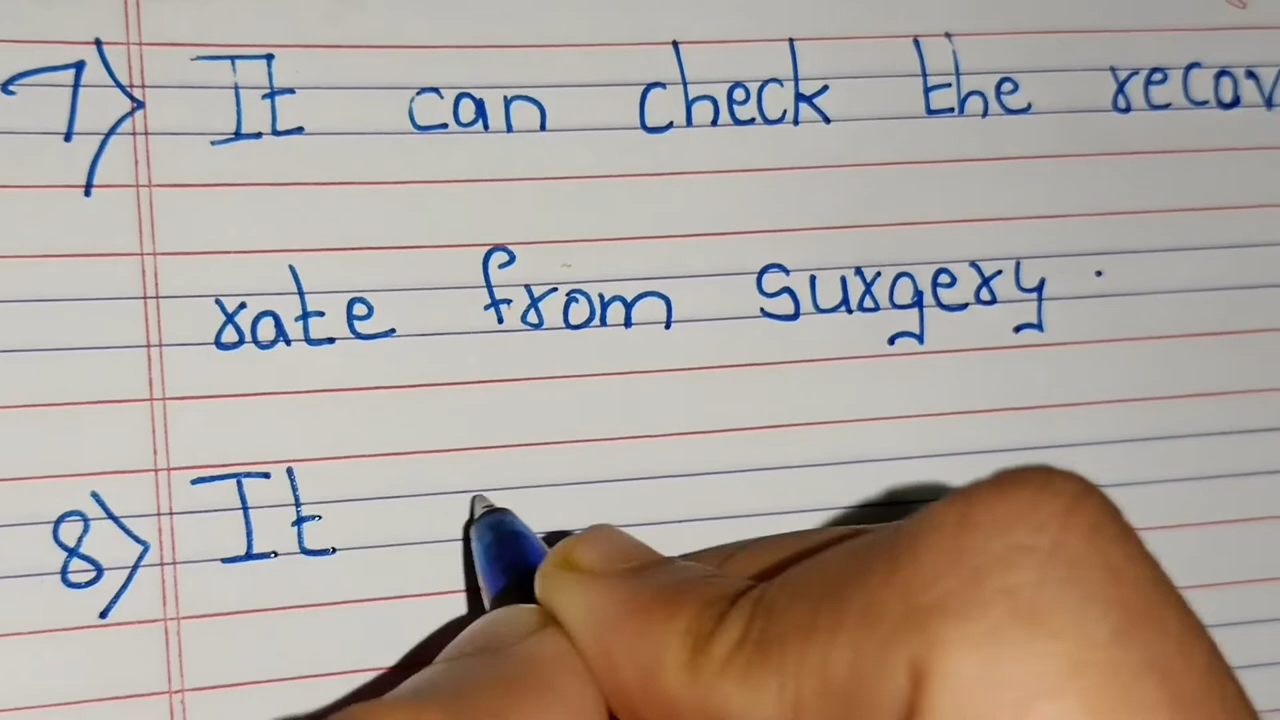 7) It can check the recov
rate from surgery.
8) It